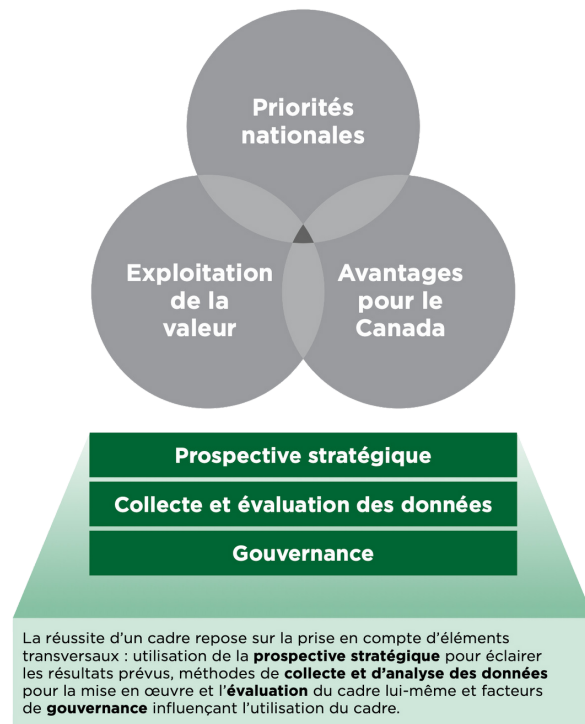 Priorités
nationales
Exploitation
de la
valeur
Avantages
pour le
Canada
Prospective stratégique
Collecte et évaluation des données
Gouvernance
La réussite d'un cadre repose sur la prise en compte d'éléments
transversaux : utilisation de la prospective stratégique pour éclairer
les résultats prévus, méthodes de collecte et d'analyse des données
pour la mise en œuvre et l'évaluation du cadre lui-même et facteurs
de gouvernance influençant l'utilisation du cadre.